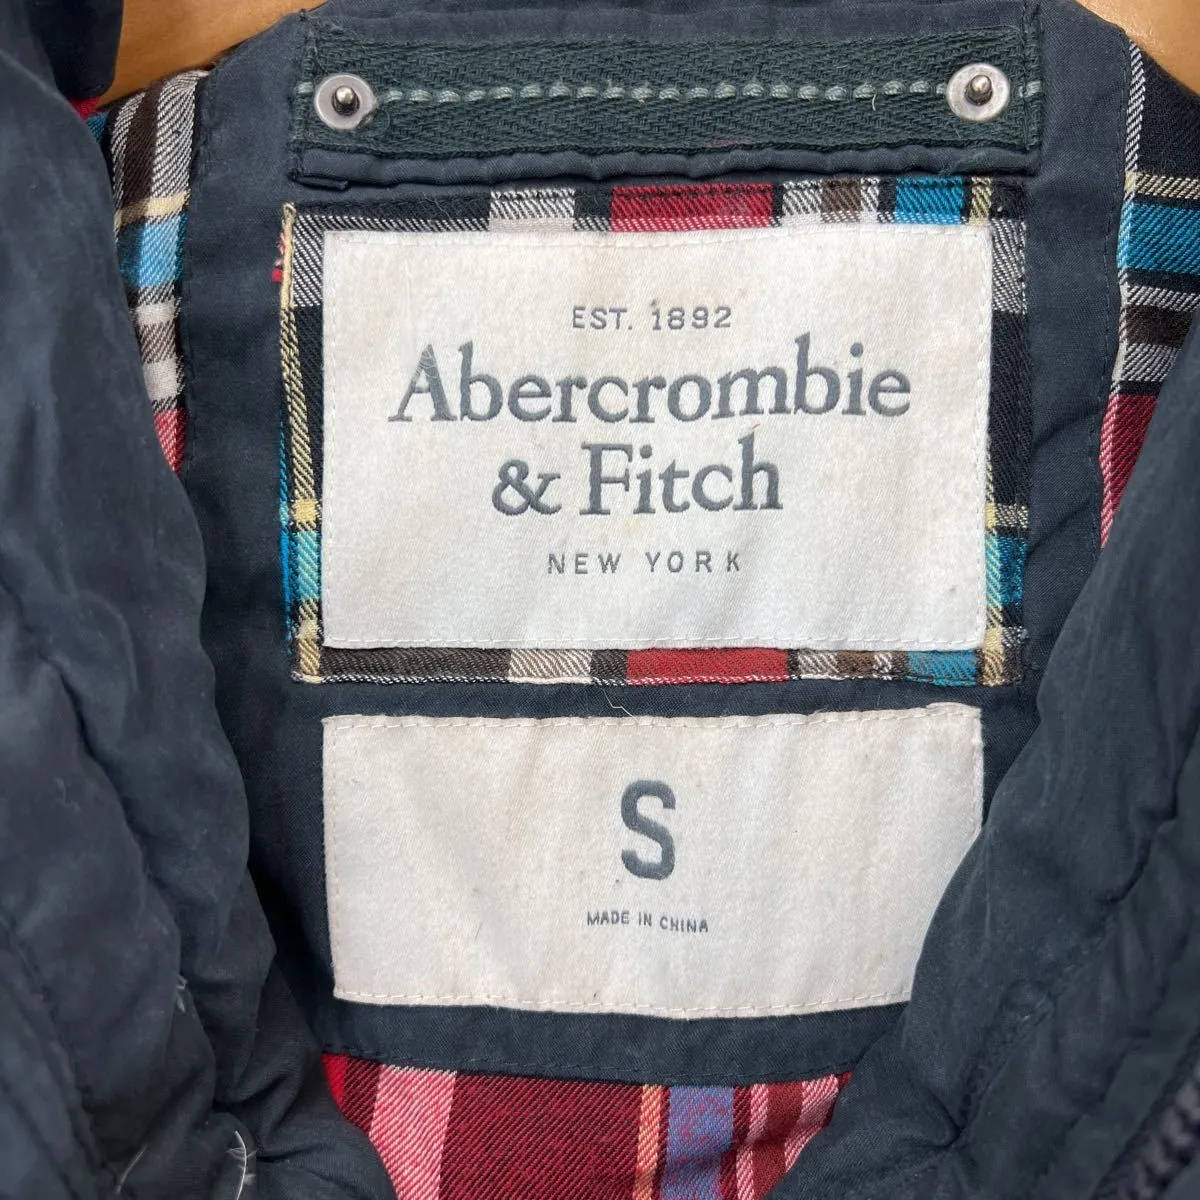 EST. 1892
Abercrombie
& Fitch
NEW YORK
S
MADE IN CHINA